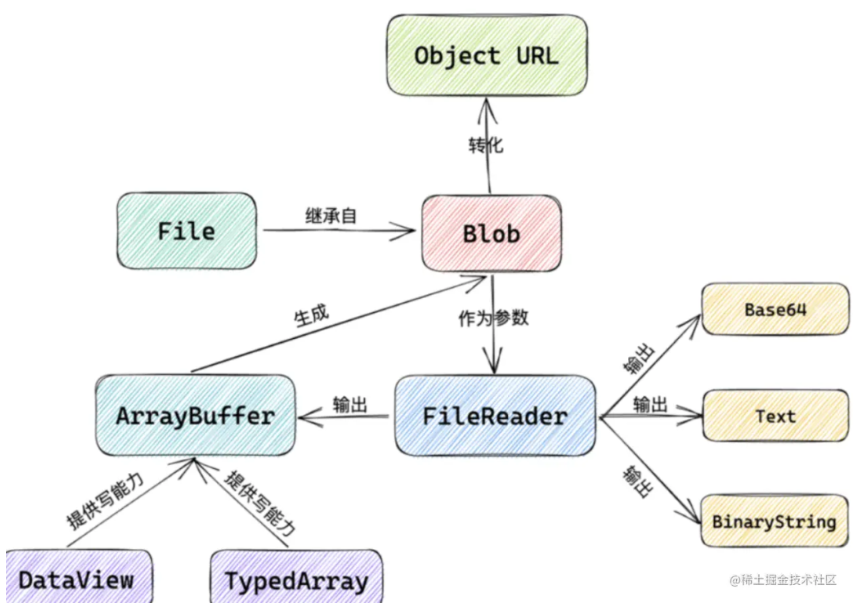 Object URL
转化
File
继承自
Blob
生成
作为参数
Base64
输出
ArrayBuffer
输出
FileReader
输出
Text
输出
BinaryString
提供写能力
提供写能力
DataView
TypedArray
@稀土掘金技术社区